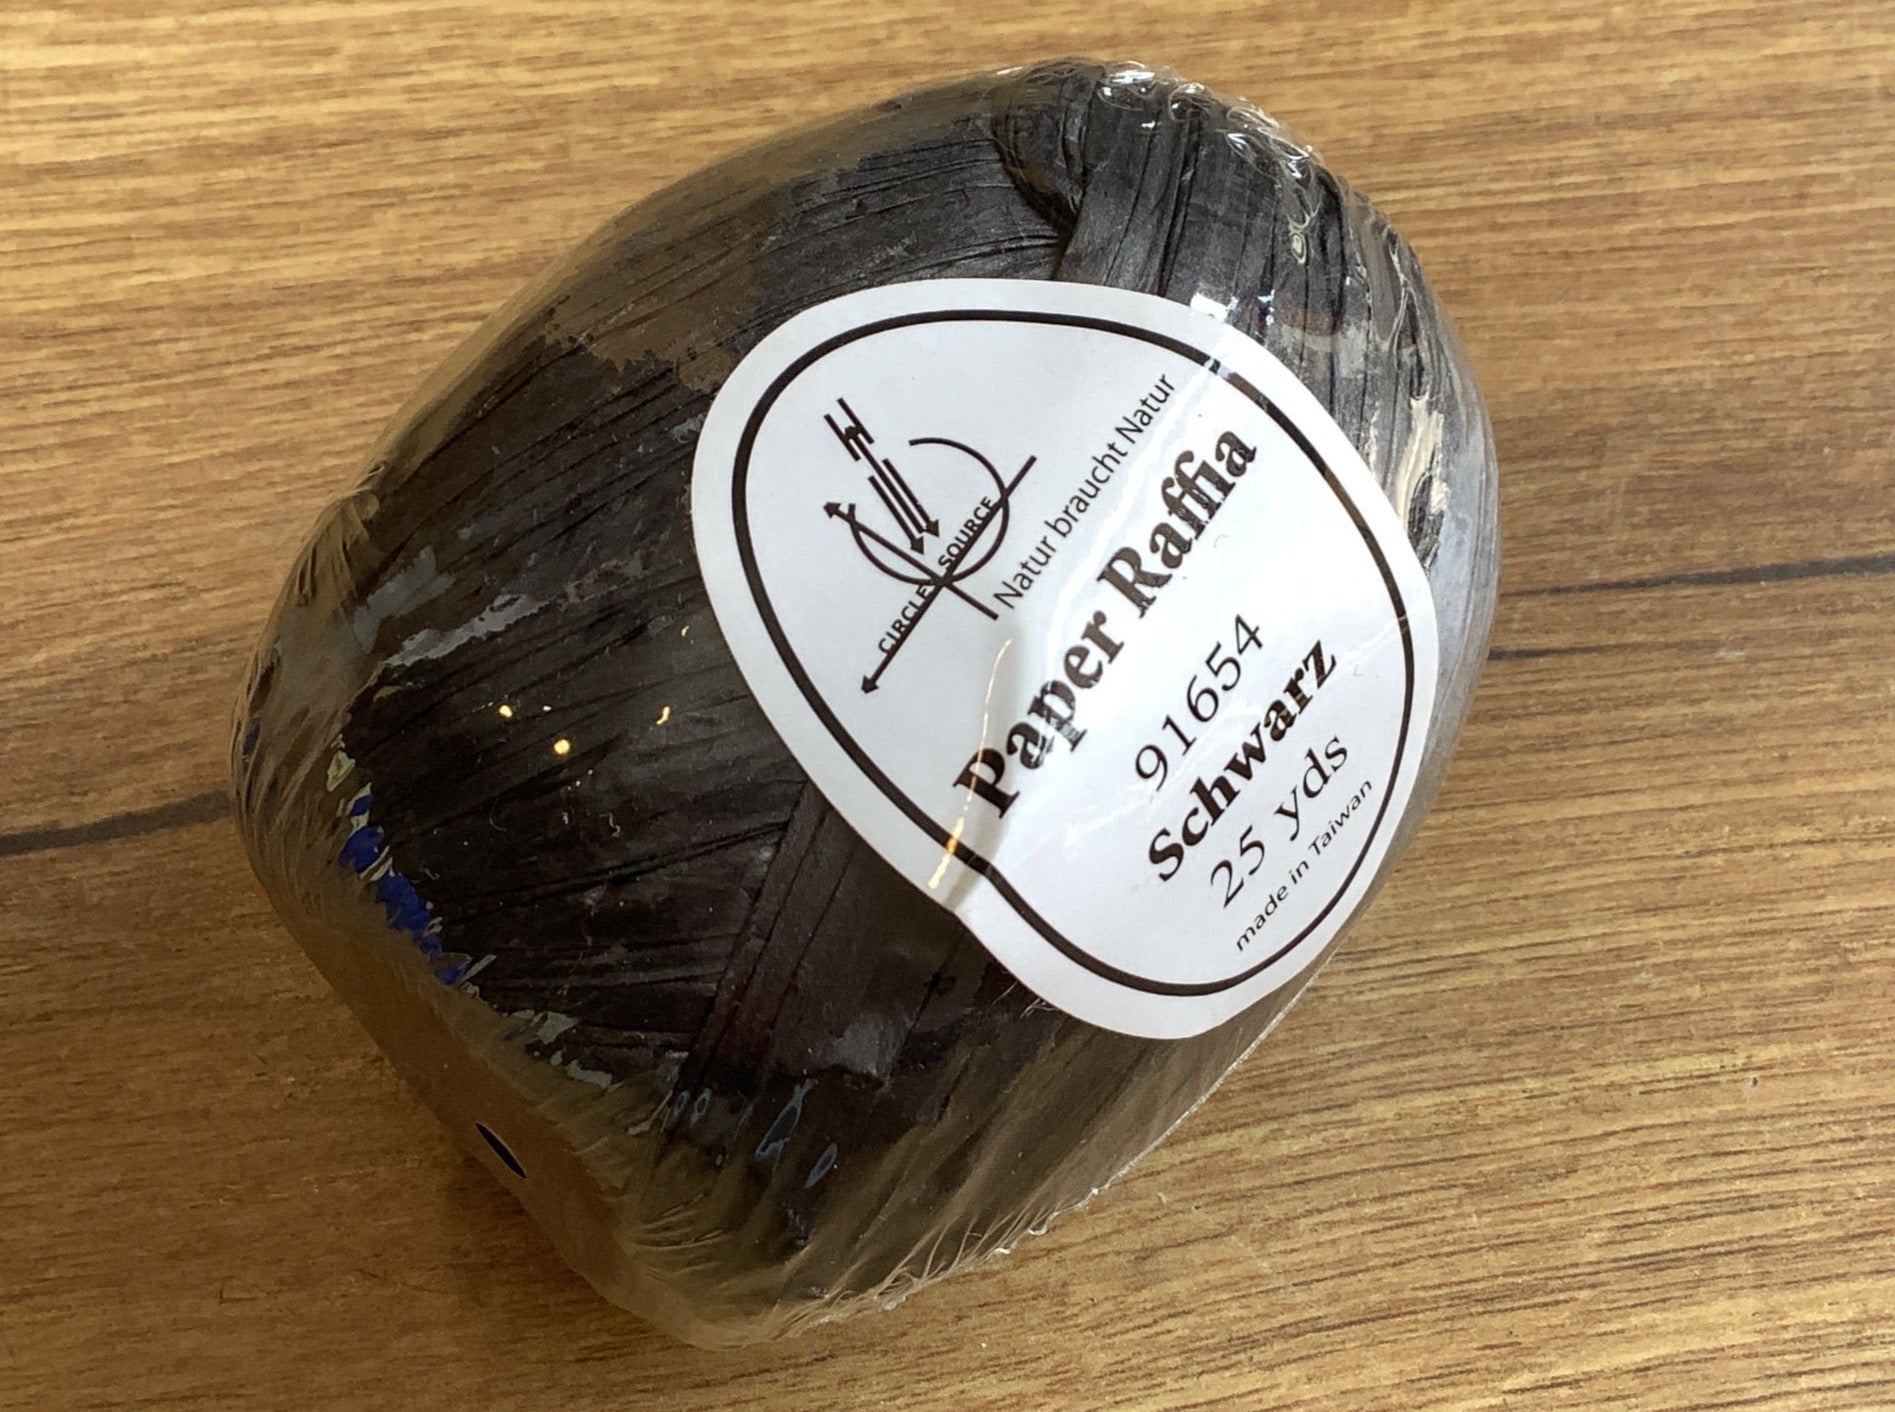 CIRCLE SOURCE
Natur braucht Natur
Paper Raffia
91654
Schwarz
25 yds
made in Taiwan